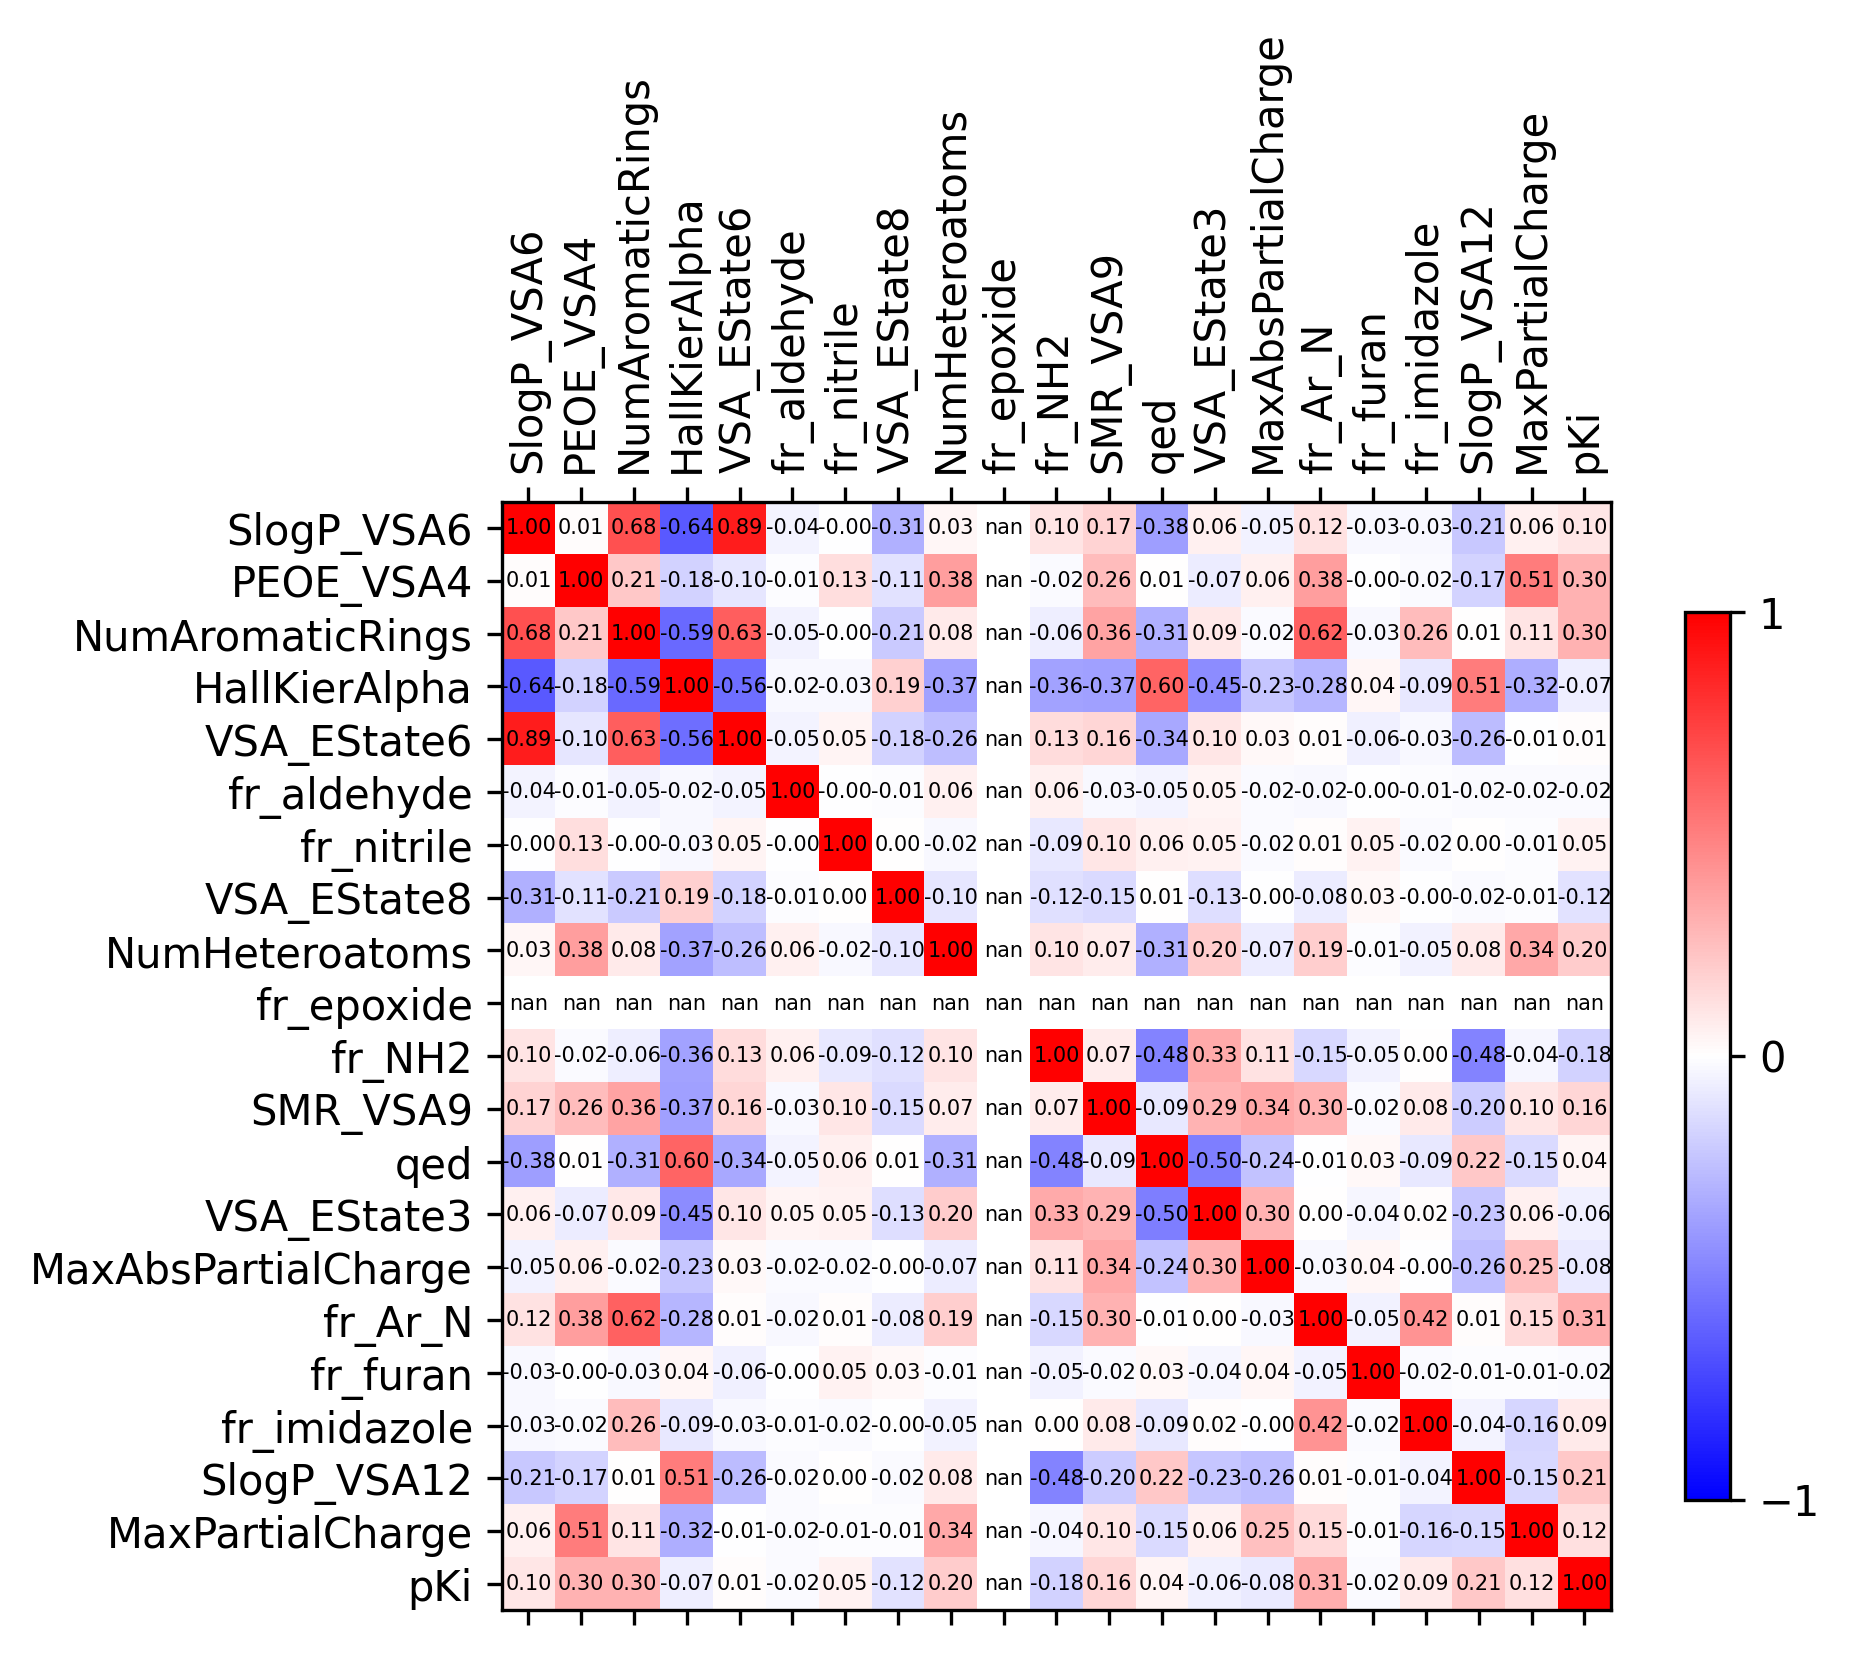 SlogP_VSA6 PEOE_VSA4 NumAromaticRings HallKierAlpha VSA_EState6 fr_aldehyde fr_nitrile VSA_EState8 NumHeteroatoms fr_epoxide fr_NH2 SMR_VSA9 qed VSA_EState3 MaxAbsPartialCharge fr_Ar_N fr_furan fr_imidazole SlogP_VSA12 MaxPartialCharge pKi
SlogP_VSA6 1.00 0.01 0.68 -0.64 0.89 -0.04 -0.00 -0.31 0.03 nan 0.10 0.17 -0.38 0.06 -0.05 0.12 -0.03 -0.03 -0.21 0.06 0.10
PEOE_VSA4 0.01 1.00 0.21 -0.18 -0.10 -0.01 0.13 -0.11 0.38 nan -0.02 0.26 0.01 -0.07 0.06 0.38 -0.00 -0.02 -0.17 0.51 0.30
NumAromaticRings 0.68 0.21 1.00 -0.59 0.63 -0.05 -0.00 -0.21 0.08 nan -0.06 0.36 -0.31 0.09 -0.02 0.62 -0.03 0.26 0.01 0.11 0.30
HallKierAlpha -0.64 -0.18 -0.59 1.00 -0.56 -0.02 -0.03 0.19 -0.37 nan -0.36 -0.37 0.60 -0.45 -0.23 -0.28 0.04 -0.09 0.51 -0.32 -0.07
VSA_EState6 0.89 -0.10 0.63 -0.56 1.00 -0.05 0.05 -0.18 -0.26 nan 0.13 0.16 -0.34 0.10 0.03 0.01 -0.06 -0.03 -0.26 -0.01 0.01
fr_aldehyde -0.04 -0.01 -0.05 -0.02 -0.05 1.00 -0.00 -0.01 0.06 nan 0.06 -0.03 -0.05 0.05 -0.02 -0.02 -0.00 -0.01 -0.02 -0.02 -0.02
fr_nitrile -0.00 0.13 -0.00 -0.03 0.05 -0.00 1.00 0.00 -0.02 nan -0.09 0.10 0.06 0.05 -0.02 0.01 0.05 -0.02 0.00 -0.01 0.05
VSA_EState8 -0.31 -0.11 -0.21 0.19 -0.18 -0.01 0.00 1.00 -0.10 nan -0.12 -0.15 0.01 -0.13 -0.00 -0.08 0.03 -0.00 -0.02 -0.01 -0.12
NumHeteroatoms 0.03 0.38 0.08 -0.37 -0.26 0.06 -0.02 -0.10 1.00 nan 0.10 0.07 -0.31 0.20 -0.07 0.19 -0.01 -0.05 0.08 0.34 0.20
fr_epoxide nan nan nan nan nan nan nan nan nan nan nan nan nan nan nan nan nan nan nan nan nan
fr_NH2 0.10 -0.02 -0.06 -0.36 0.13 0.06 -0.09 -0.12 0.10 nan 1.00 0.07 -0.48 0.33 0.11 -0.15 -0.05 0.00 -0.48 -0.04 -0.18
SMR_VSA9 0.17 0.26 0.36 -0.37 0.16 -0.03 0.10 -0.15 0.07 nan 0.07 1.00 -0.09 0.29 0.34 0.30 -0.02 0.08 -0.20 0.10 0.16
qed -0.38 0.01 -0.31 0.60 -0.34 -0.05 0.06 0.01 -0.31 nan -0.48 -0.09 1.00 -0.50 -0.24 -0.01 0.03 -0.09 0.22 -0.15 0.04
VSA_EState3 0.06 -0.07 0.09 -0.45 0.10 0.05 0.05 -0.13 0.20 nan 0.33 0.29 -0.50 1.00 0.30 0.00 -0.04 0.02 -0.23 0.06 -0.06
MaxAbsPartialCharge -0.05 0.06 -0.02 -0.23 0.03 -0.02 -0.02 -0.00 -0.07 nan 0.11 0.34 -0.24 0.30 1.00 -0.03 0.04 -0.00 -0.26 0.25 -0.08
fr_Ar_N 0.12 0.38 0.62 -0.28 0.01 -0.02 0.01 -0.08 0.19 nan -0.15 0.30 -0.01 0.00 -0.03 1.00 -0.05 0.42 0.01 0.15 0.31
fr_furan -0.03 -0.00 -0.03 0.04 -0.06 -0.00 0.05 0.03 -0.01 nan -0.05 -0.02 0.03 -0.04 0.04 -0.05 1.00 -0.02 -0.01 -0.01 -0.02
fr_imidazole -0.03 -0.02 0.26 -0.09 -0.03 -0.01 -0.02 -0.00 -0.05 nan 0.00 0.08 -0.09 0.02 -0.00 0.42 -0.02 1.00 -0.04 -0.16 0.09
SlogP_VSA12 -0.21 -0.17 0.01 0.51 -0.26 -0.02 0.00 -0.02 0.08 nan -0.48 -0.20 0.22 -0.23 -0.26 0.01 -0.01 -0.04 1.00 -0.15 0.21
MaxPartialCharge 0.06 0.51 0.11 -0.32 -0.01 -0.02 -0.01 -0.01 0.34 nan -0.04 0.10 -0.15 0.06 0.25 0.15 -0.01 -0.16 -0.15 1.00 0.12
pKi 0.10 0.30 0.30 -0.07 0.01 -0.02 0.05 -0.12 0.20 nan -0.18 0.16 0.04 -0.06 -0.08 0.31 -0.02 0.09 0.21 0.12 1.00
1
0
−1